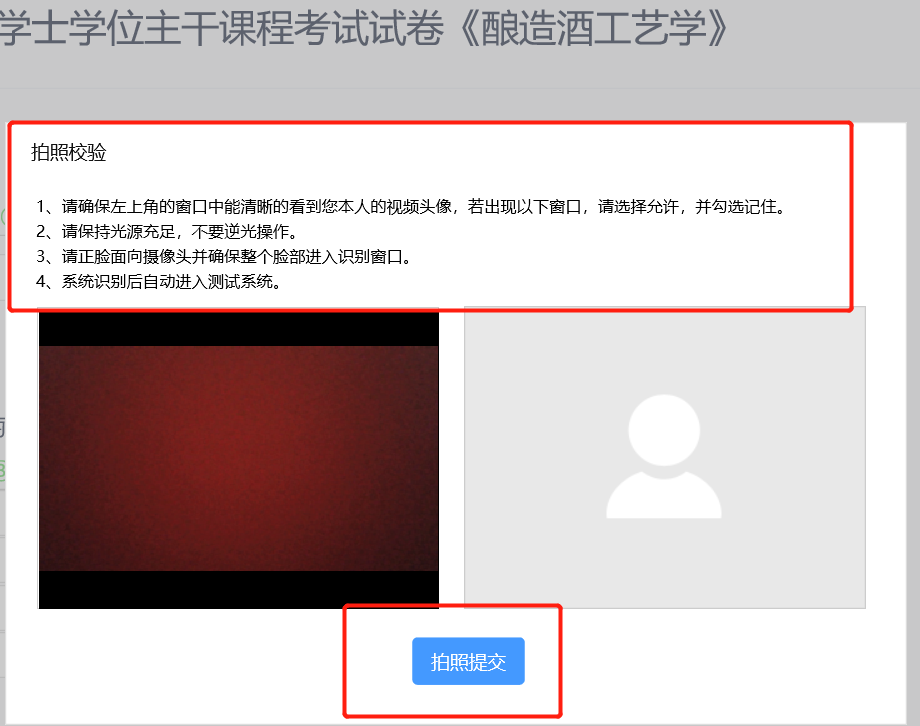 学士学位主干课程考试试卷《酿造酒工艺学》
拍照校验
1、请确保左上角的窗口中能清晰的看到您本人的视频头像，若出现以下窗口，请选择允许，并勾选记住。
2、请保持光源充足，不要逆光操作。
3、请正脸面向摄像头并确保整个脸部进入识别窗口。
4、系统识别后自动进入测试系统。
拍照提交